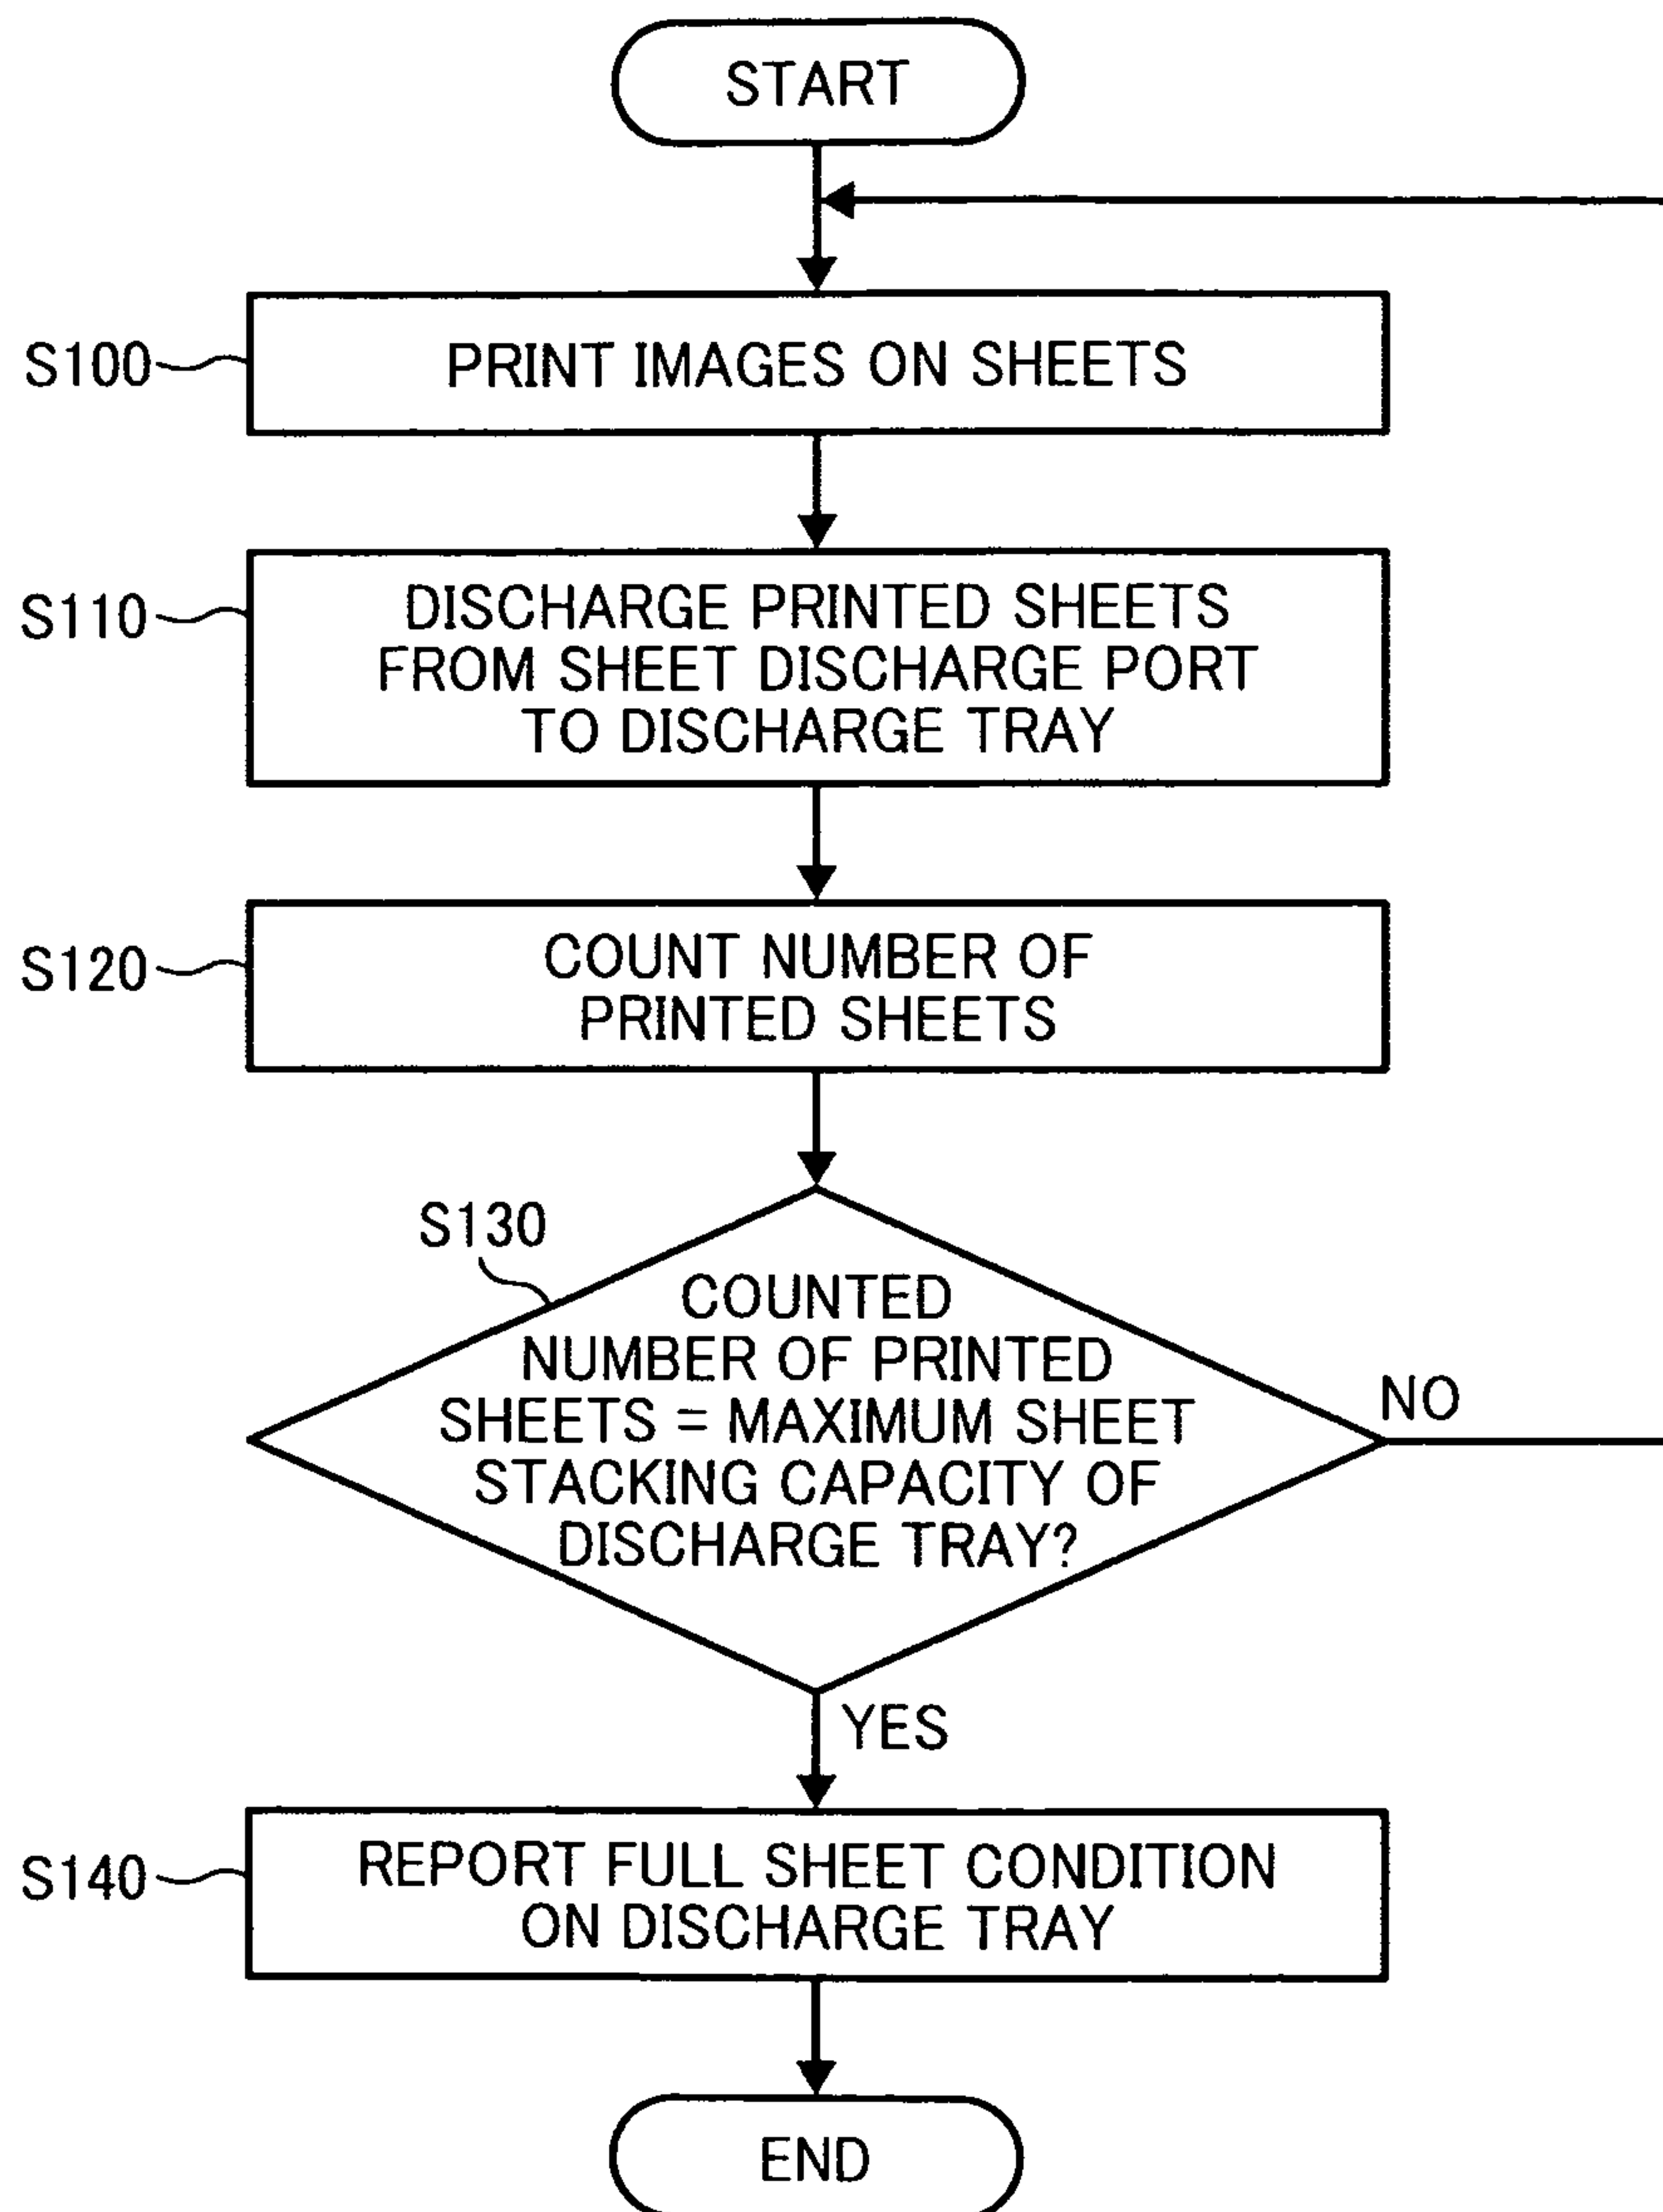 START
S100
PRINT IMAGES ON SHEETS
S110
DISCHARGE PRINTED SHEETS
FROM SHEET DISCHARGE PORT
TO DISCHARGE TRAY
S120
COUNT NUMBER OF
PRINTED SHEETS
S130
COUNTED
NUMBER OF PRINTED
SHEETS = MAXIMUM SHEET
STACKING CAPACITY OF
DISCHARGE TRAY?
NO
YES
S140
REPORT FULL SHEET CONDITION
ON DISCHARGE TRAY
END